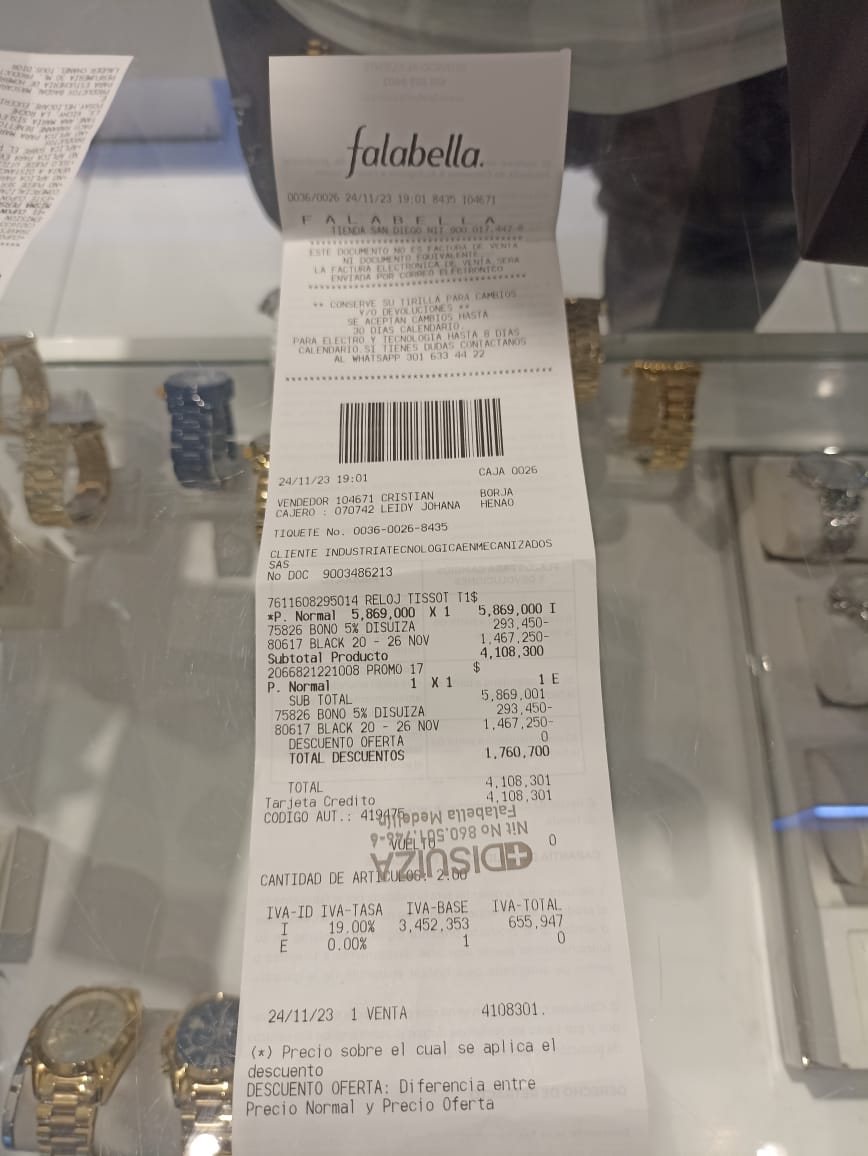 falabella.
0036/0026 24/11/23 19:01 8435 104671
F A L A B E L L A
TIENDA SAN DIEGO NIT 900.017.447-8
ESTE DOCUMENTO NO ES FACTURA DE VENTA
NI DOCUMENTO EQUIVALENTE.
LA FACTURA ELECTRONICA DE VENTA SERA
ENVIADA POR CORREO ELECTRONICO
** CONSERVE SU TIRILLA PARA CAMBIOS
Y/O DEVOLUCIONES **
SE ACEPTAN CAMBIOS HASTA
30 DIAS CALENDARIO.
PARA ELECTRO Y TECNOLOGIA HASTA 8 DIAS
CALENDARIO.SI TIENES DUDAS CONTACTANOS
AL WHATSAPP 301 633 44 22
24/11/23 19:01 CAJA 0026
VENDEDOR 104671 CRISTIAN BORJA
CAJERO : 070742 LEIDY JOHANA HENAO
TIQUETE No. 0036-0026-8435
CLIENTE INDUSTRIATECNOLOGICAENMECANIZADOS
SAS
No DOC 9003486213
7611608295014 RELOJ TISSOT T1$
*P. Normal 5,869,000 X 1 5,869,000 I
75826 BONO 5% DISUIZA 293,450-
80617 BLACK 20 - 26 NOV 1,467,250-
Subtotal Producto 4,108,300
2066821221008 PROMO 17 $
P. Normal 1 X 1 1 E
SUB TOTAL 5,869,001
75826 BONO 5% DISUIZA 293,450-
80617 BLACK 20 - 26 NOV 1,467,250-
DESCUENTO OFERTA 0
TOTAL DESCUENTOS 1,760,700
TOTAL 4,108,301
Tarjeta Credito 4,108,301
CODIGO AUT.: 419475
Falabella Medellin
Nit No 860.501.748-6
VUELTO 0
DISUIZA
CANTIDAD DE ARTICULOS: 2.00
IVA-ID IVA-TASA IVA-BASE IVA-TOTAL
I 19.00% 3,452,353 655,947
E 0.00% 1 0
24/11/23 1 VENTA 4108301.
(*) Precio sobre el cual se aplica el
descuento
DESCUENTO OFERTA: Diferencia entre
Precio Normal y Precio Oferta